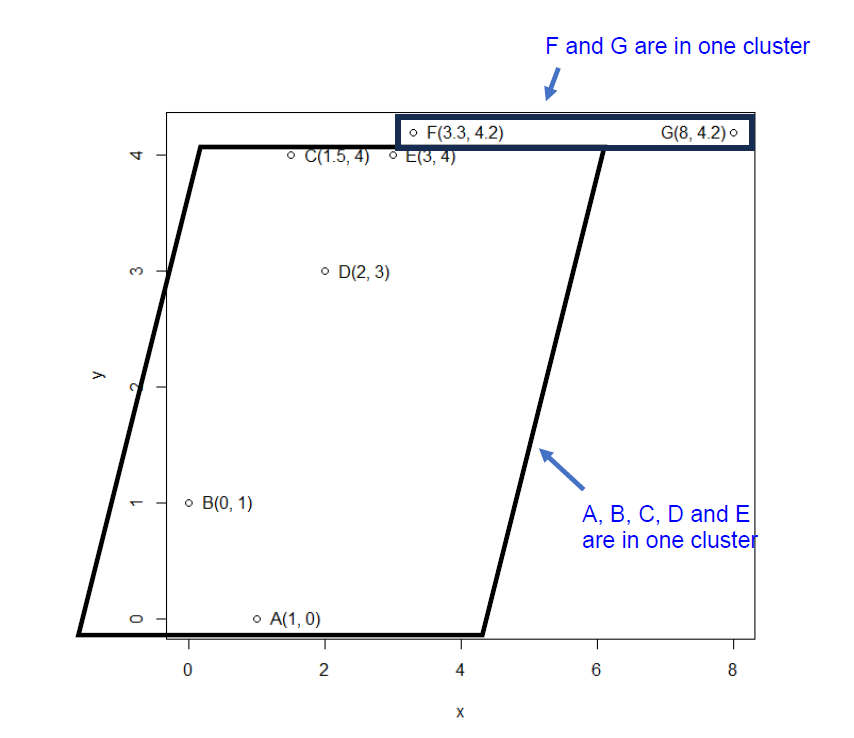 F and G are in one cluster
F(3.3, 4.2)
G(8, 4.2)
4
C(1.5, 4)
E(3, 4)
3
D(2, 3)
y
2
1
B(0, 1)
A, B, C, D and E
are in one cluster
0
A(1, 0)
0 2 4 6 8
x